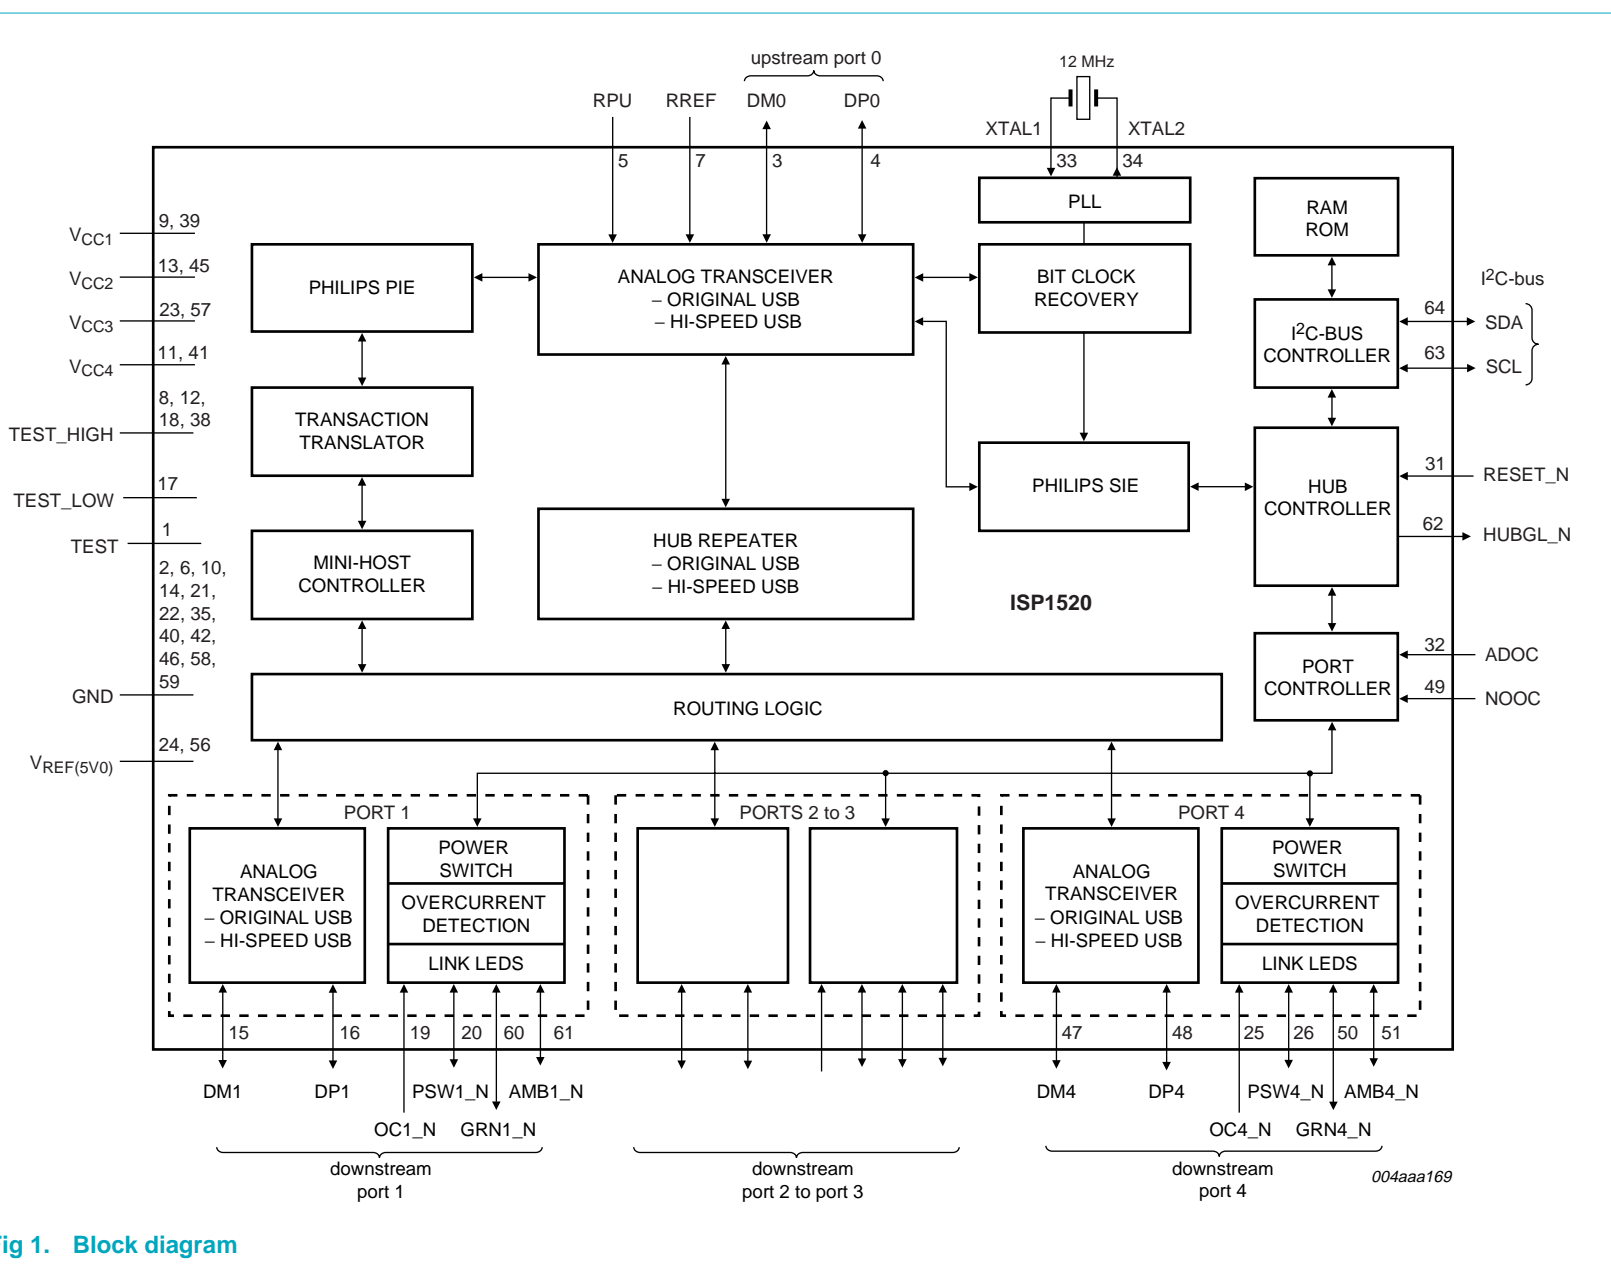 upstream port 0
12 MHz
RPU
RREF
DM0
DP0
XTAL1
XTAL2
5
7
3
4
33
34
PLL
RAM
ROM
VCC1
9, 39
VCC2
13, 45
VCC3
23, 57
VCC4
11, 41
TEST_HIGH
8, 12,
18, 38
TEST_LOW
17
TEST
1
GND
2, 6, 10,
14, 21,
22, 35,
40, 42,
46, 58,
59
VREF(5V0)
24, 56
PHILIPS PIE
ANALOG TRANSCEIVER
– ORIGINAL USB
– HI-SPEED USB
BIT CLOCK
RECOVERY
I2C-BUS
CONTROLLER
I2C-bus
64
SDA
63
SCL
TRANSACTION
TRANSLATOR
PHILIPS SIE
HUB
CONTROLLER
31
RESET_N
62
HUBGL_N
MINI-HOST
CONTROLLER
HUB REPEATER
– ORIGINAL USB
– HI-SPEED USB
ISP1520
PORT
CONTROLLER
32
ADOC
49
NOOC
ROUTING LOGIC
PORT 1
ANALOG
TRANSCEIVER
– ORIGINAL USB
– HI-SPEED USB
POWER
SWITCH
OVERCURRENT
DETECTION
LINK LEDS
PORTS 2 to 3
PORT 4
ANALOG
TRANSCEIVER
– ORIGINAL USB
– HI-SPEED USB
POWER
SWITCH
OVERCURRENT
DETECTION
LINK LEDS
15
16
19
20
60
61
47
48
25
26
50
51
DM1
DP1
PSW1_N
AMB1_N
OC1_N
GRN1_N
DM4
DP4
PSW4_N
AMB4_N
OC4_N
GRN4_N
downstream
port 1
downstream
port 2 to port 3
downstream
port 4
004aaa169
ig 1. Block diagram